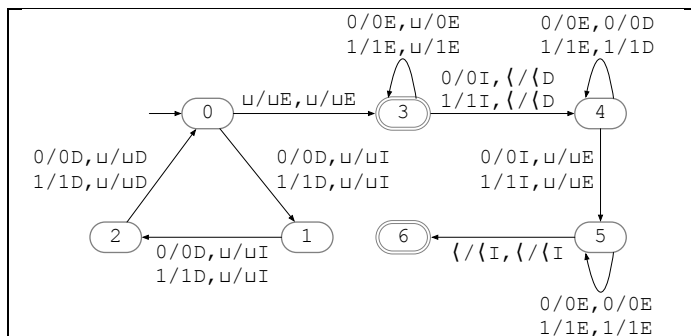 0/0E,⊔/0E
1/1E,⊔/1E
0/0E,0/0D
1/1E,1/1D
⊔/⊔E,⊔/⊔E
0/0I,⟨/⟨D
1/1I,⟨/⟨D
0
3
4
0/0D,⊔/⊔D
1/1D,⊔/⊔D
0/0D,⊔/⊔I
1/1D,⊔/⊔I
0/0I,⊔/⊔E
1/1I,⊔/⊔E
2
1
6
5
0/0D,⊔/⊔I
1/1D,⊔/⊔I
⟨/⟨I,⟨/⟨I
0/0E,0/0E
1/1E,1/1E